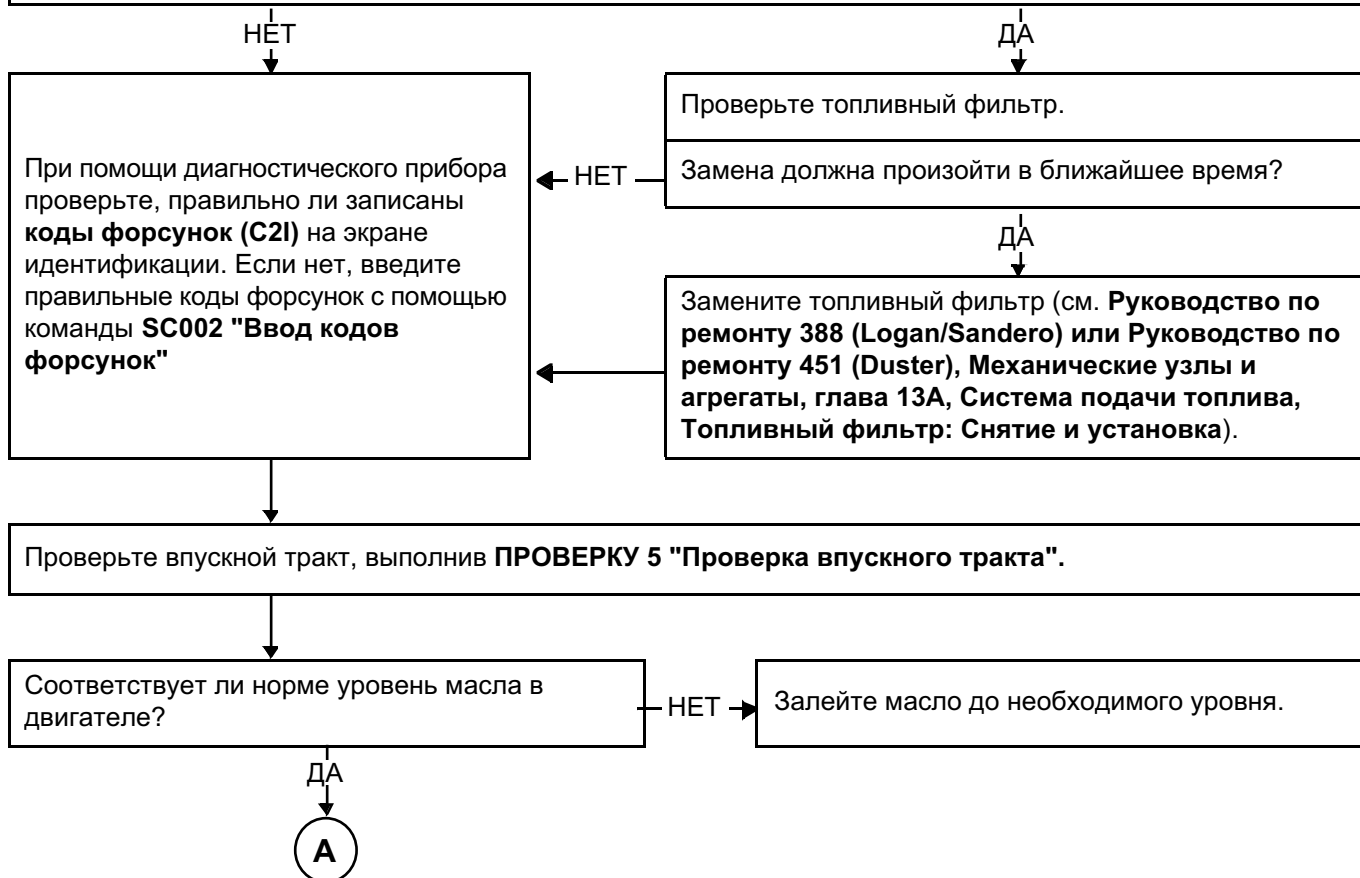 НЕТ
ДА
При помощи диагностического прибора
проверьте, правильно ли записаны
коды форсунок (C2I) на экране
идентификации. Если нет, введите
правильные коды форсунок с помощью
команды SC002 "Ввод кодов
форсунок"
Проверьте топливный фильтр.
НЕТ
Замена должна произойти в ближайшее время?
ДА
Замените топливный фильтр (см. Руководство по
ремонту 388 (Logan/Sandero) или Руководство по
ремонту 451 (Duster), Механические узлы и
агрегаты, глава 13A, Система подачи топлива,
Топливный фильтр: Снятие и установка).
Проверьте впускной тракт, выполнив ПРОВЕРКУ 5 "Проверка впускного тракта".
Соответствует ли норме уровень масла в
двигателе?
НЕТ
Залейте масло до необходимого уровня.
ДА
A